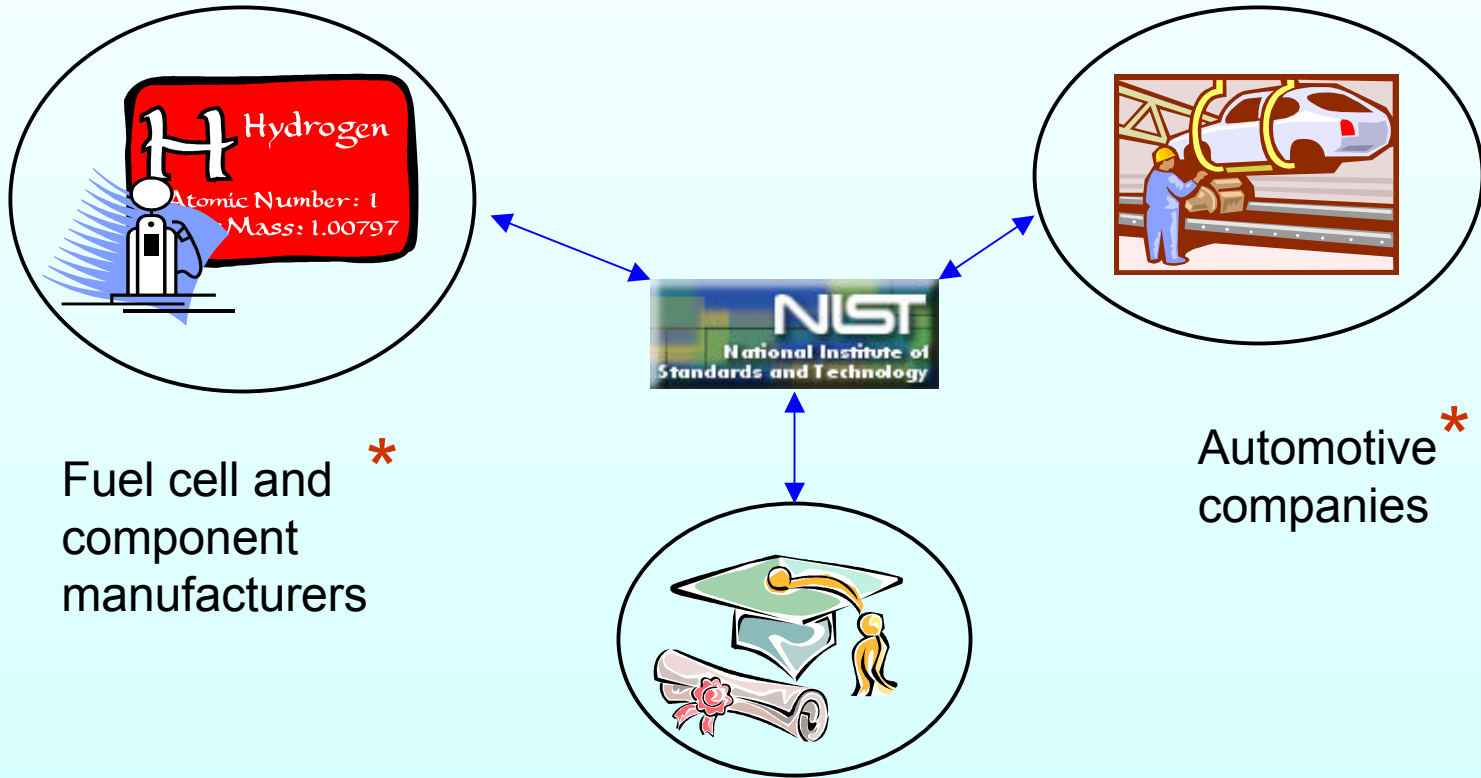 H Hydrogen
Atomic Number: 1
Mass: 1.00797
NIST
National Institute of
Standards and Technology
Fuel cell and *
component
manufacturers
Automotive *
companies